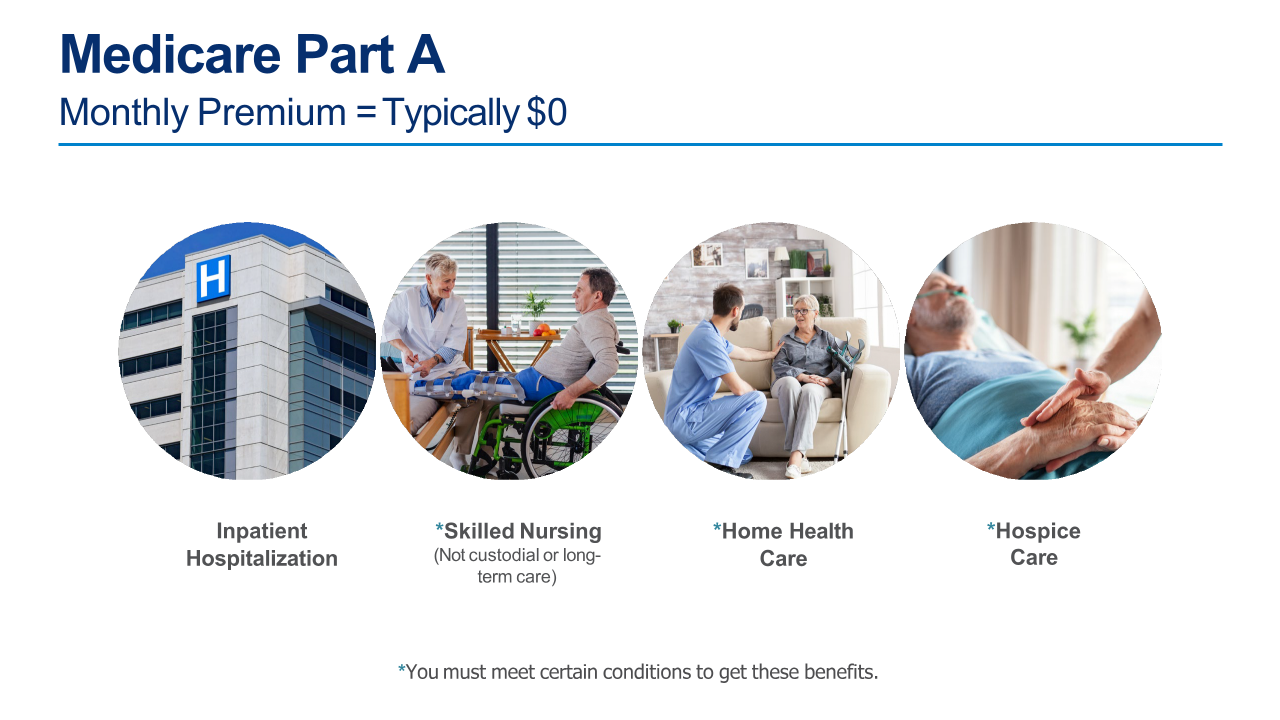 Medicare Part A
Monthly Premium = Typically $0
H
Inpatient
Hospitalization
*Skilled Nursing
(Not custodial or long-
term care)
*Home Health
Care
*Hospice
Care
*You must meet certain conditions to get these benefits.